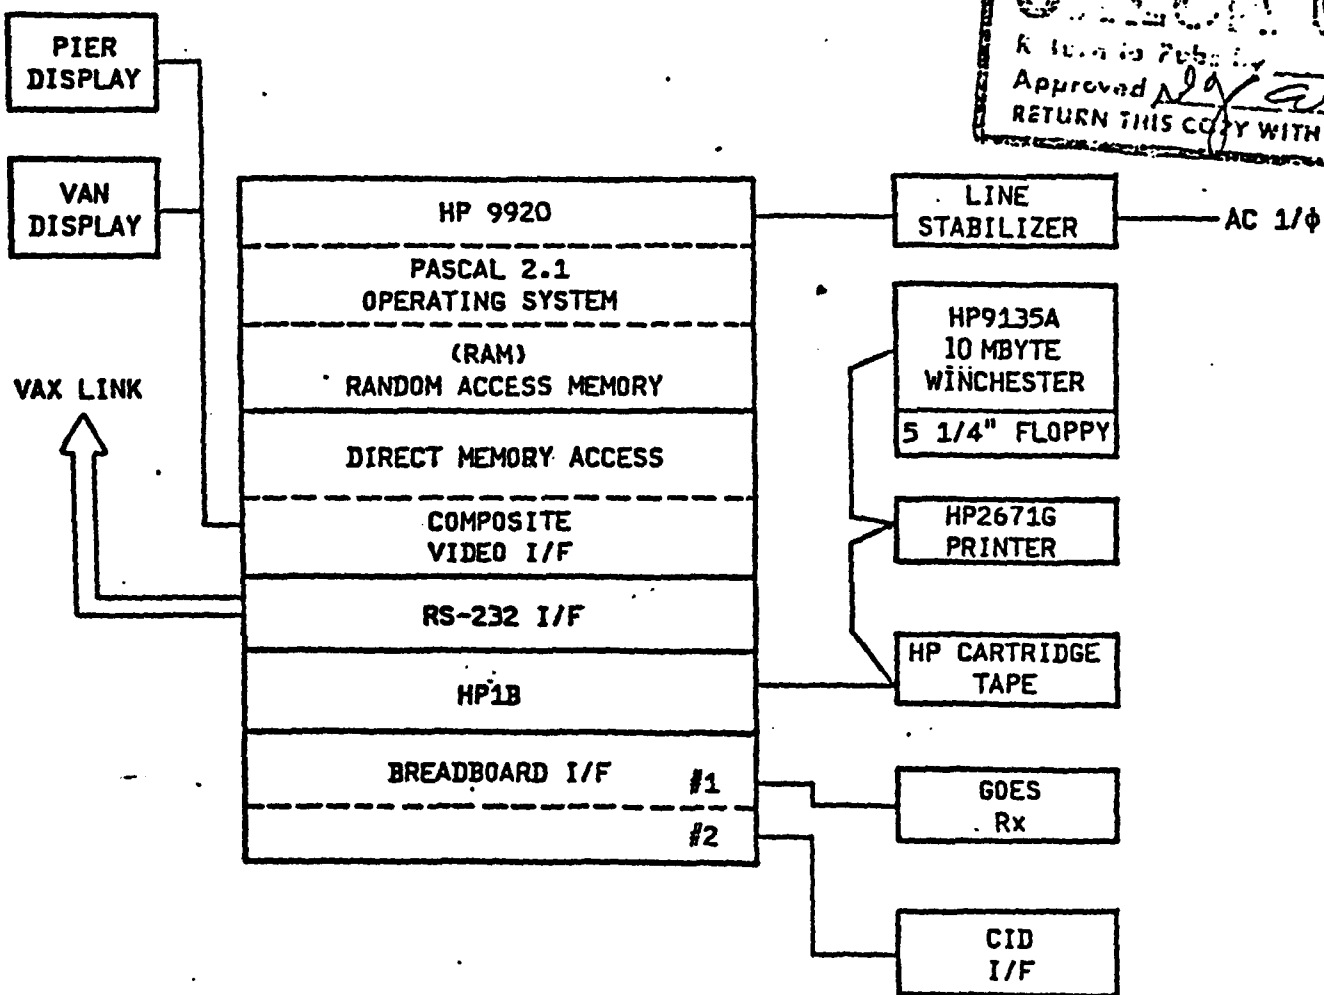 PIER
DISPLAY
VAN
DISPLAY
VAX LINK
HP 9920
PASCAL 2.1
OPERATING SYSTEM
(RAM)
RANDOM ACCESS MEMORY
DIRECT MEMORY ACCESS
COMPOSITE
VIDEO I/F
RS-232 I/F
HP1B
BREADBOARD I/F #1
#2
Approved
RETURN THIS COPY WITH
LINE
STABILIZER
AC 1/ϕ
HP9135A
10 MBYTE
WINCHESTER
5 1/4" FLOPPY
HP2671G
PRINTER
HP CARTRIDGE
TAPE
GOES
Rx
CID
I/F